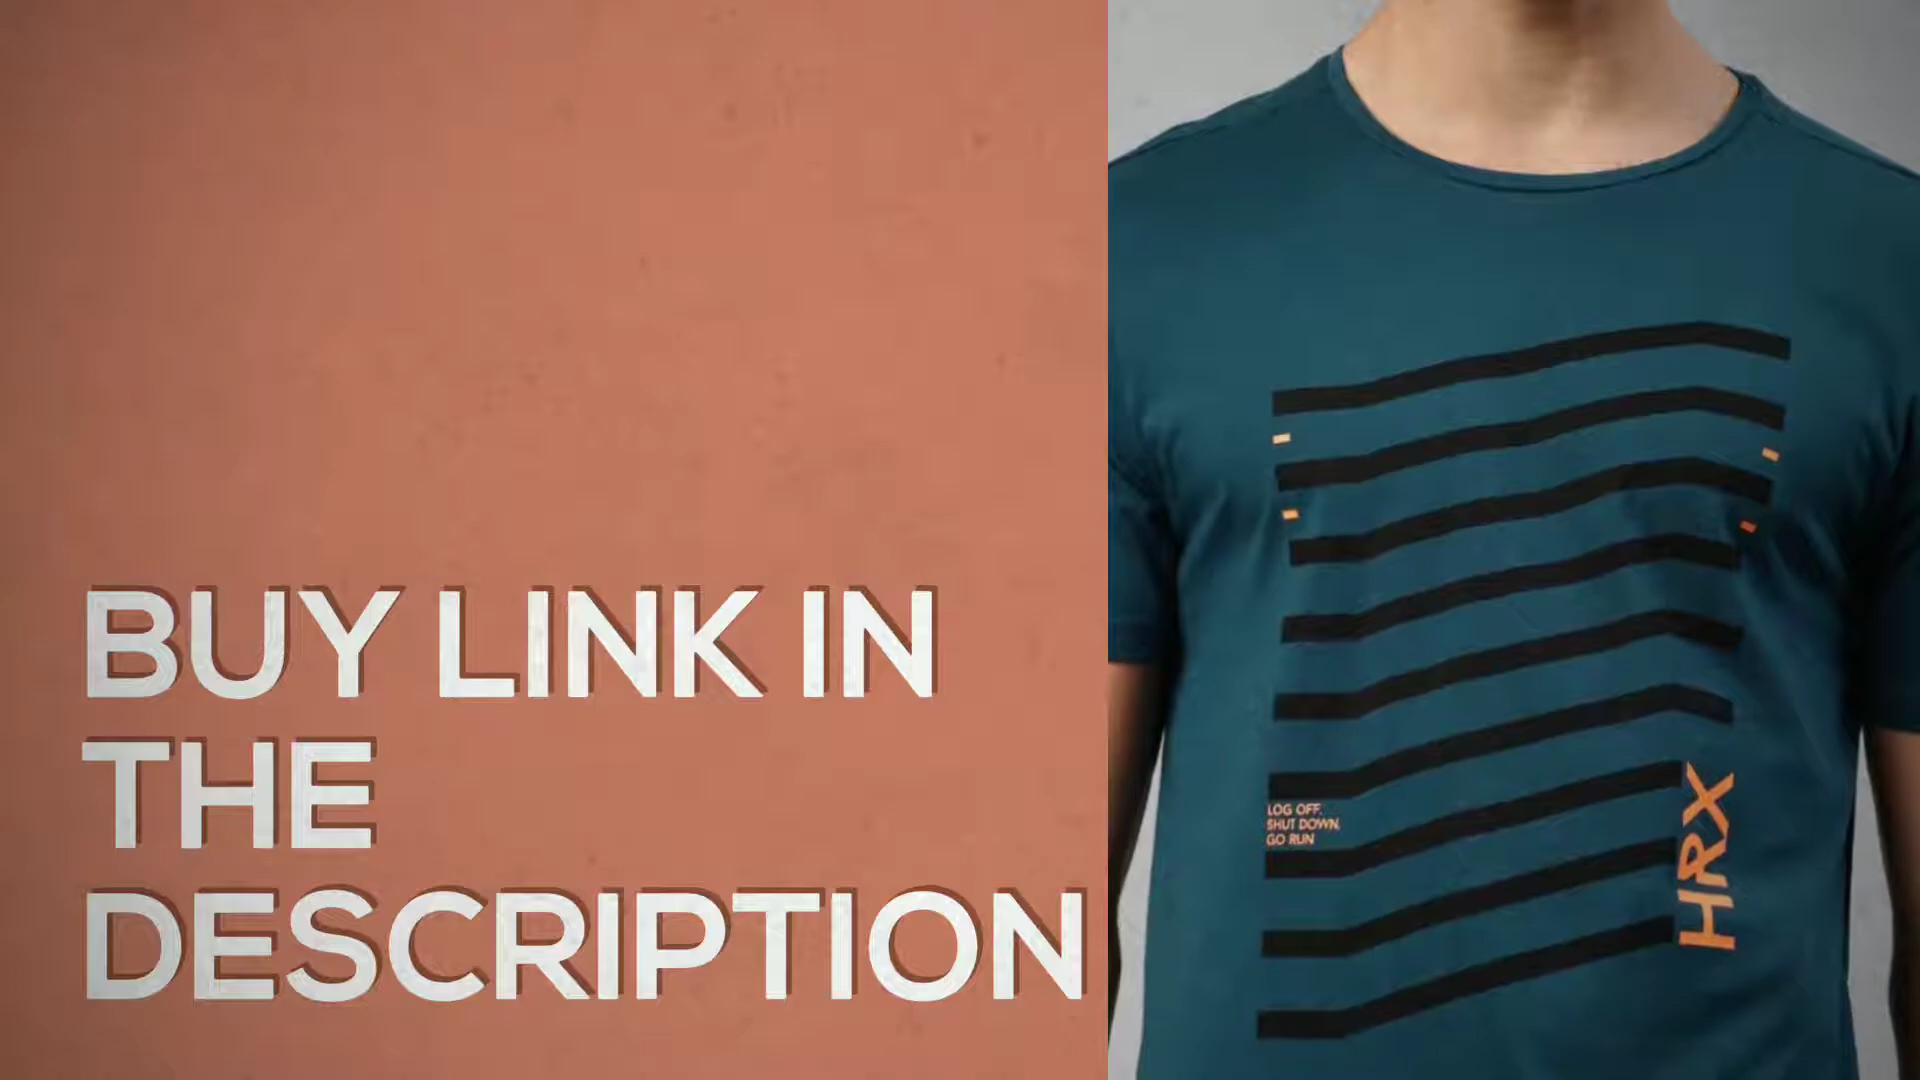 BUY LINK IN
THE
DESCRIPTION
LOG OFF.
SHUT DOWN.
GO RUN
HRX